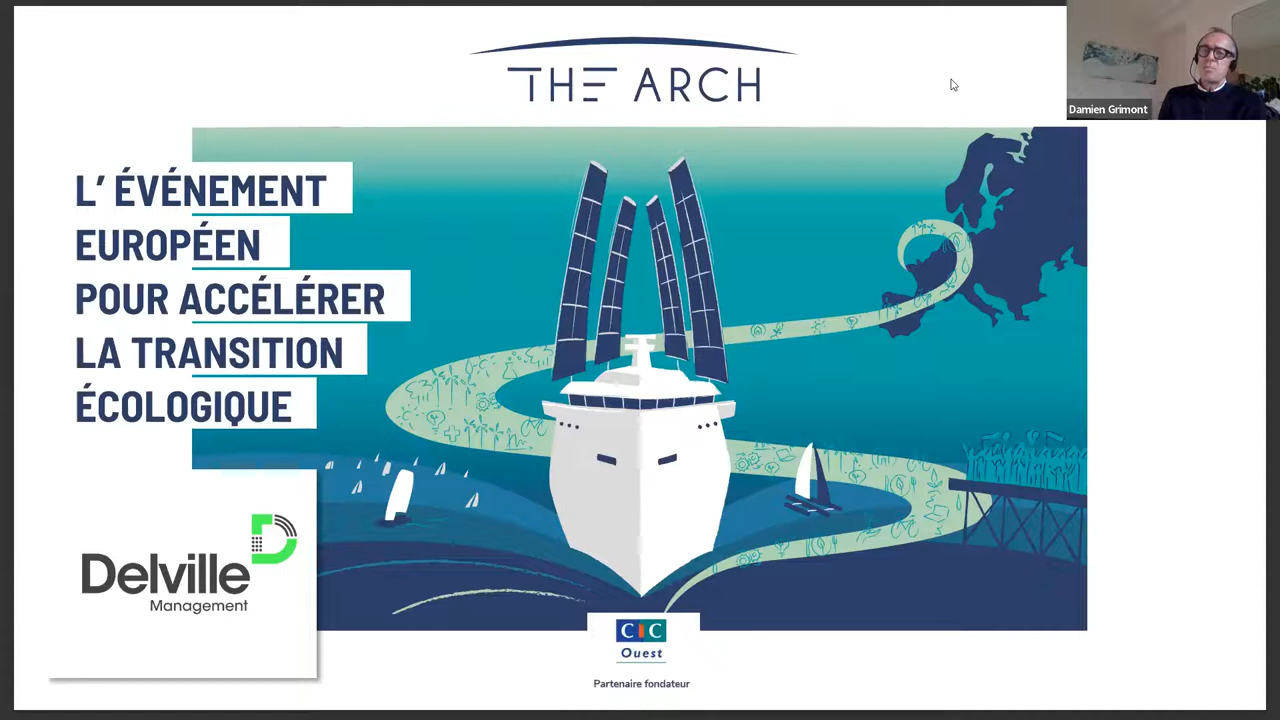 THE ARCH
Damien Grimont
L’ ÉVÉNEMENT
EUROPÉEN
POUR ACCÉLÉRER
LA TRANSITION
ÉCOLOGIQUE
Delville
Management
CIC
Ouest
Partenaire fondateur